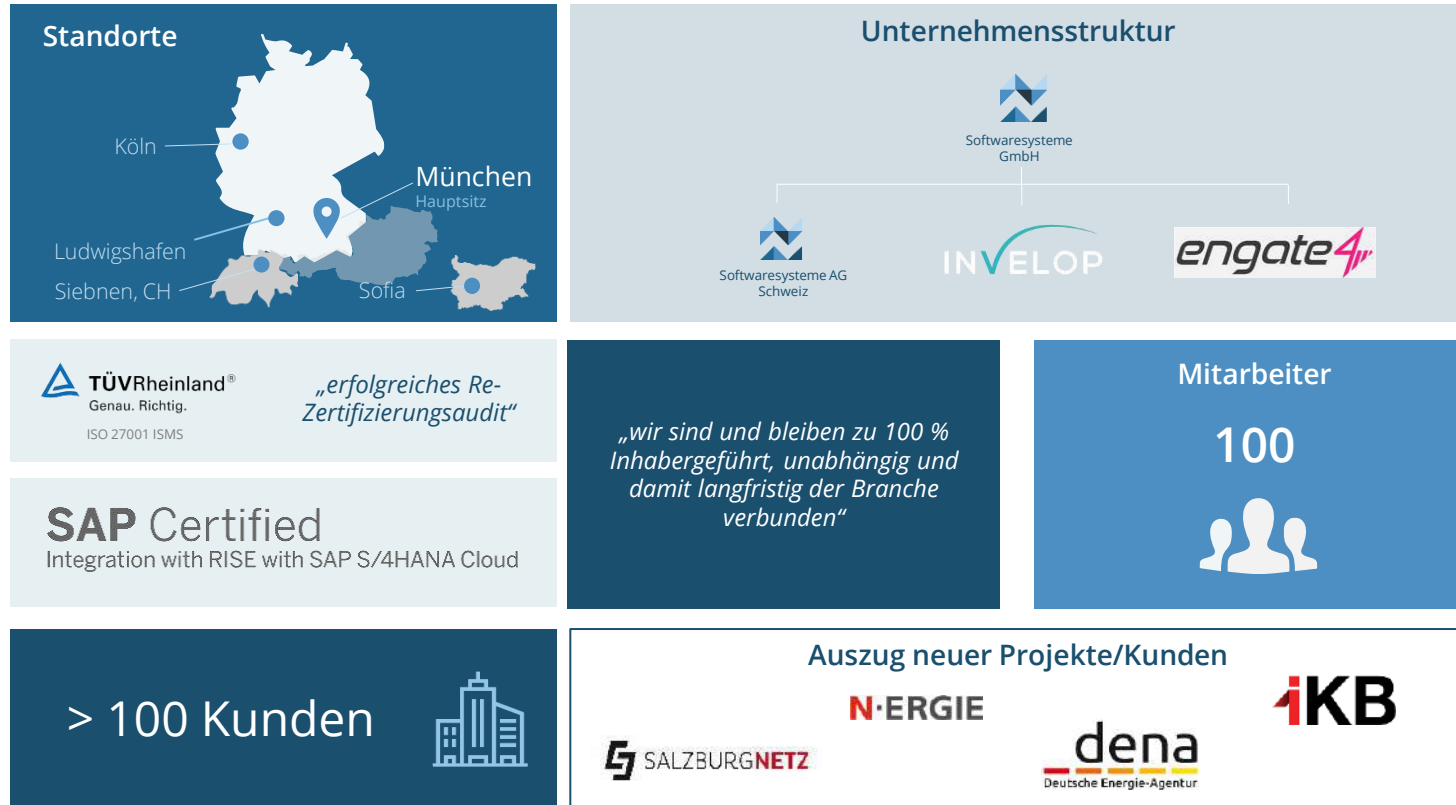 Standorte
Köln
München
Hauptsitz
Ludwigshafen
Siebnen, CH
Sofia
Unternehmensstruktur
Softwaresysteme
GmbH
Softwaresysteme AG
Schweiz
INVELOP
engate4
TÜVRheinland®
Genau. Richtig.
ISO 27001 ISMS
„erfolgreiches Re-
Zertifizierungsaudit“
SAP Certified
Integration with RISE with SAP S/4HANA Cloud
„wir sind und bleiben zu 100 %
Inhabergeführt, unabhängig und
damit langfristig der Branche
verbunden“
Mitarbeiter
100
> 100 Kunden
Auszug neuer Projekte/Kunden
N·ERGIE
iKB
SALZBURGNETZ
dena
Deutsche Energie-Agentur